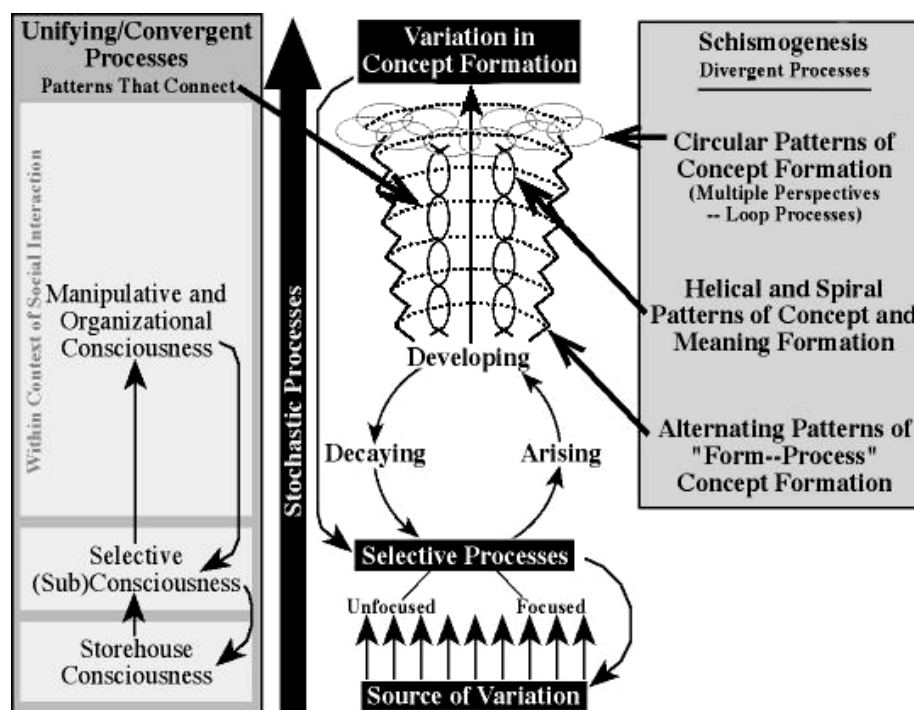 Unifying/Convergent
Processes
Patterns That Connect
Within Context of Social Interaction
Manipulative and
Organizational
Consciousness
Selective
(Sub)Consciousness
Storehouse
Consciousness
Stochastic Processes
Variation in
Concept Formation
Developing
Decaying
Arising
Selective Processes
Unfocused
Focused
Source of Variation
Schismogenesis
Divergent Processes
Circular Patterns of
Concept Formation
(Multiple Perspectives
-- Loop Processes)
Helical and Spiral
Patterns of Concept and
Meaning Formation
Alternating Patterns of
"Form--Process"
Concept Formation